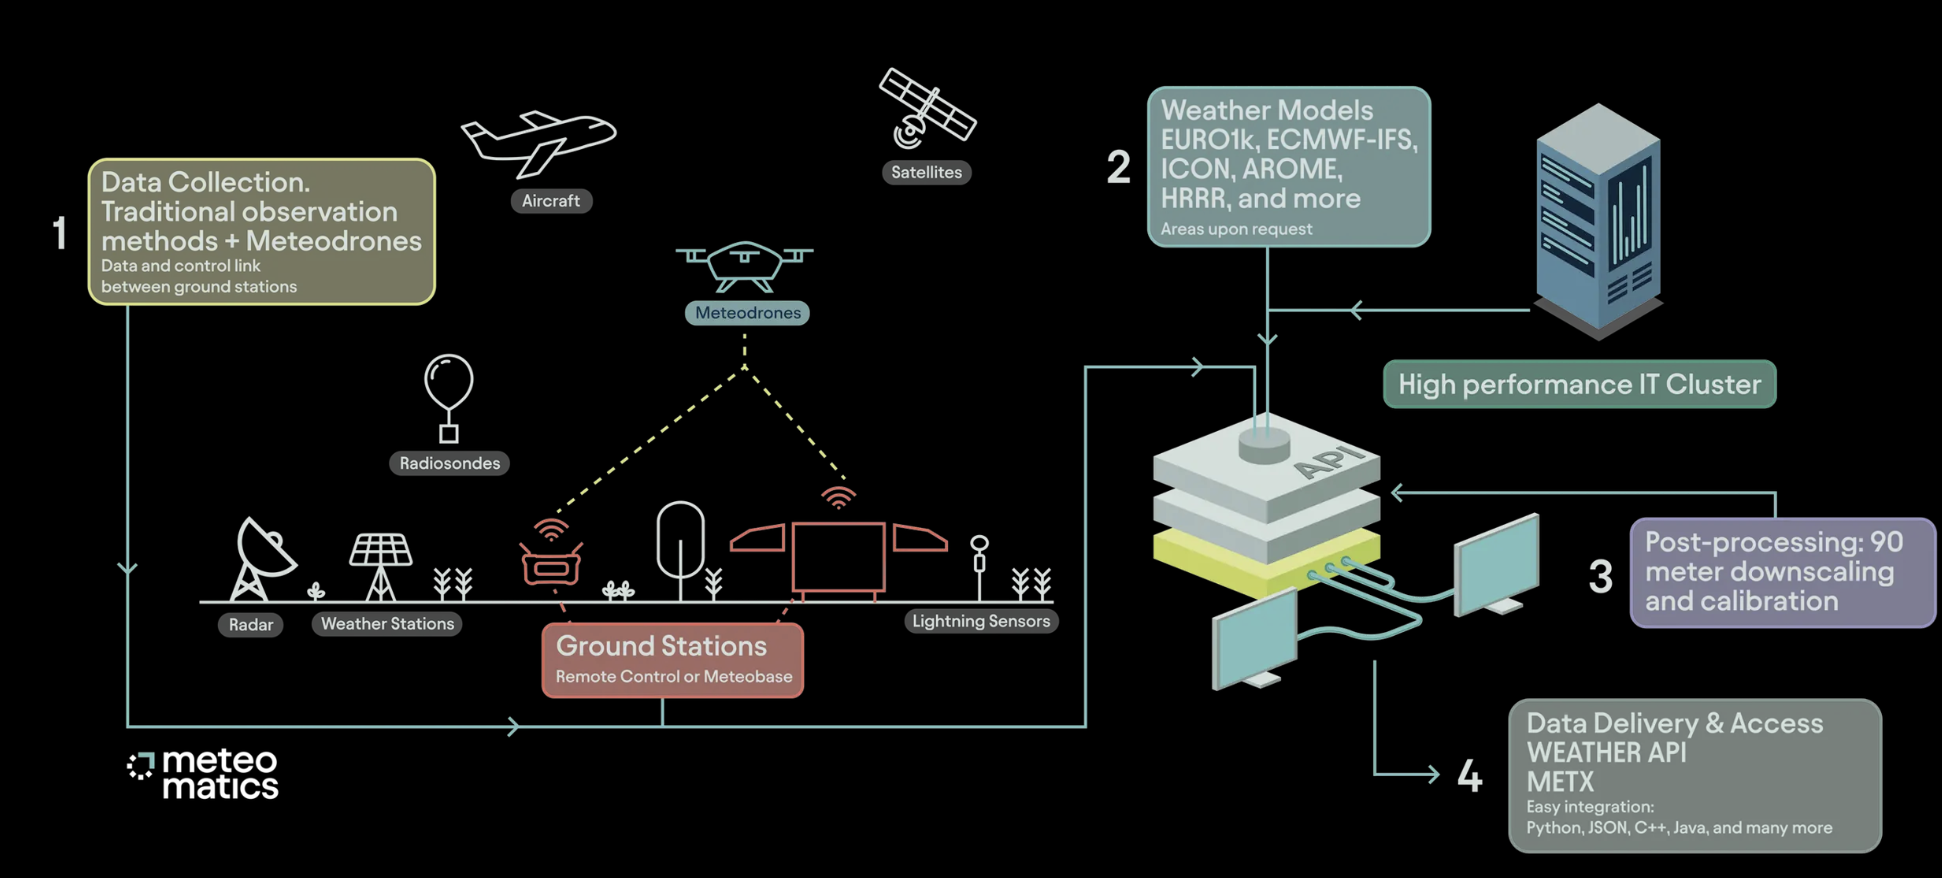 1
Data Collection.
Traditional observation
methods + Meteodrones
Data and control link
between ground stations
Aircraft
Satellites
Meteodrones
Radiosondes
Radar
Weather Stations
Ground Stations
Remote Control or Meteobase
Lightning Sensors
meteo
matics
2
Weather Models
EURO1k, ECMWF-IFS,
ICON, AROME,
HRRR, and more
Areas upon request
High performance IT Cluster
API
3
Post-processing: 90
meter downscaling
and calibration
4
Data Delivery & Access
WEATHER API
METX
Easy integration:
Python, JSON, C++, Java, and many more